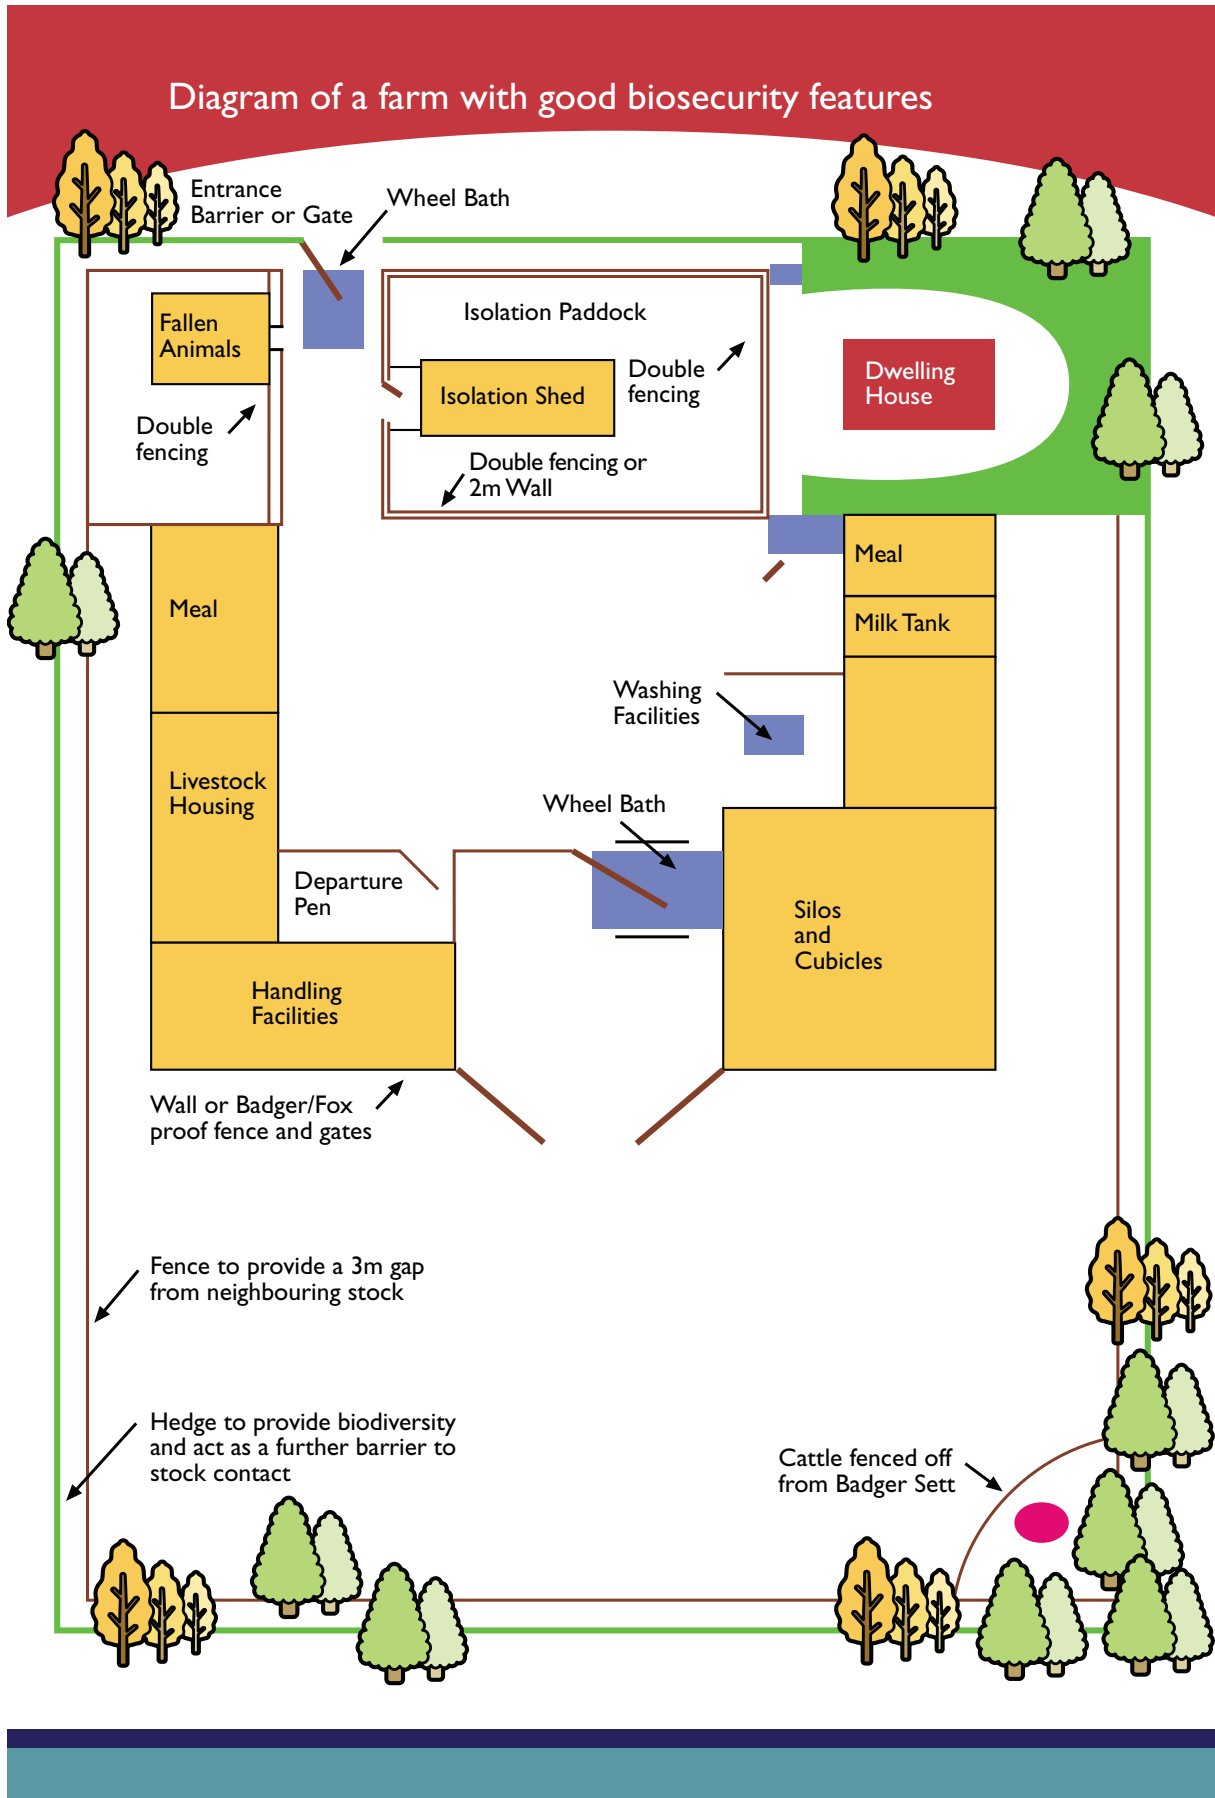 Diagram of a farm with good biosecurity features
Entrance
Barrier or Gate
Wheel Bath
Fallen
Animals
Isolation Paddock
Double
fencing
Isolation Shed
Dwelling
House
Double
fencing
Double fencing or
2m Wall
Meal
Meal
Milk Tank
Washing
Facilities
Livestock
Housing
Wheel Bath
Departure
Pen
Silos
and
Cubicles
Handling
Facilities
Wall or Badger/Fox
proof fence and gates
Fence to provide a 3m gap
from neighbouring stock
Hedge to provide biodiversity
and act as a further barrier to
stock contact
Cattle fenced off
from Badger Sett